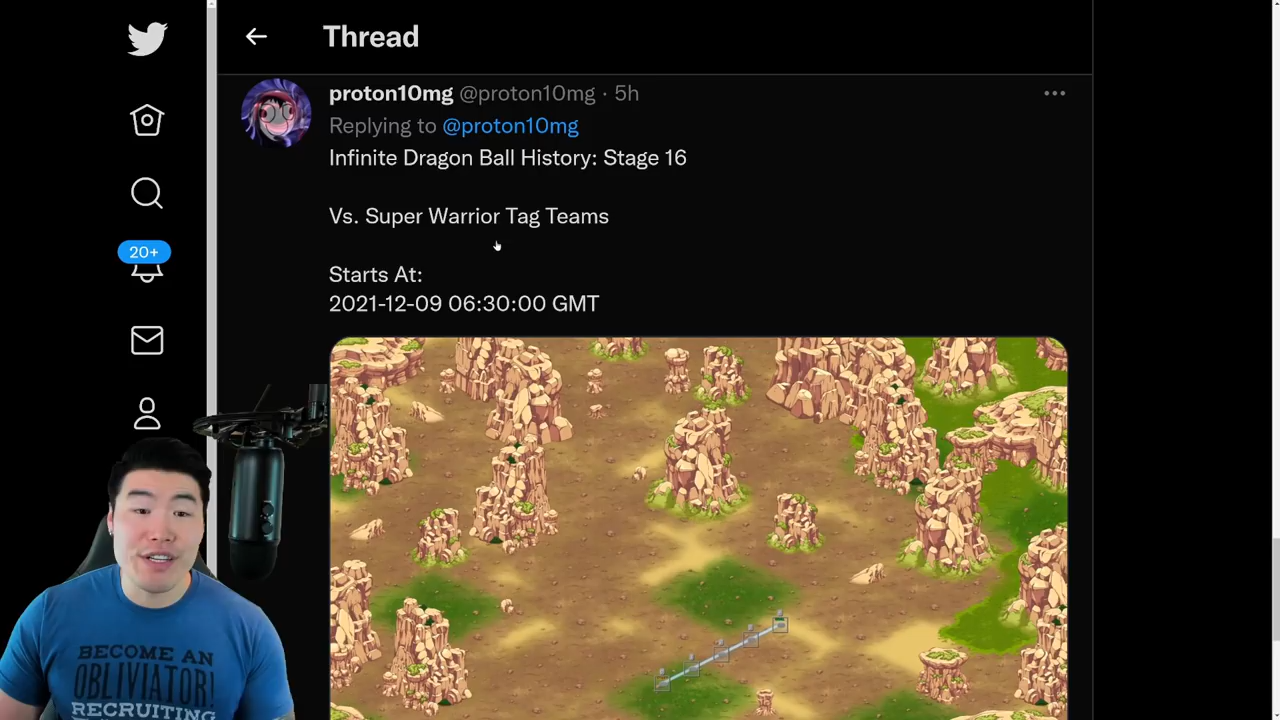 Thread
proton10mg @proton10mg · 5h
Replying to @proton10mg
Infinite Dragon Ball History: Stage 16
Vs. Super Warrior Tag Teams
Starts At:
2021-12-09 06:30:00 GMT
20+
BECOME AN
OBLIVIATOR!
RECRUITING